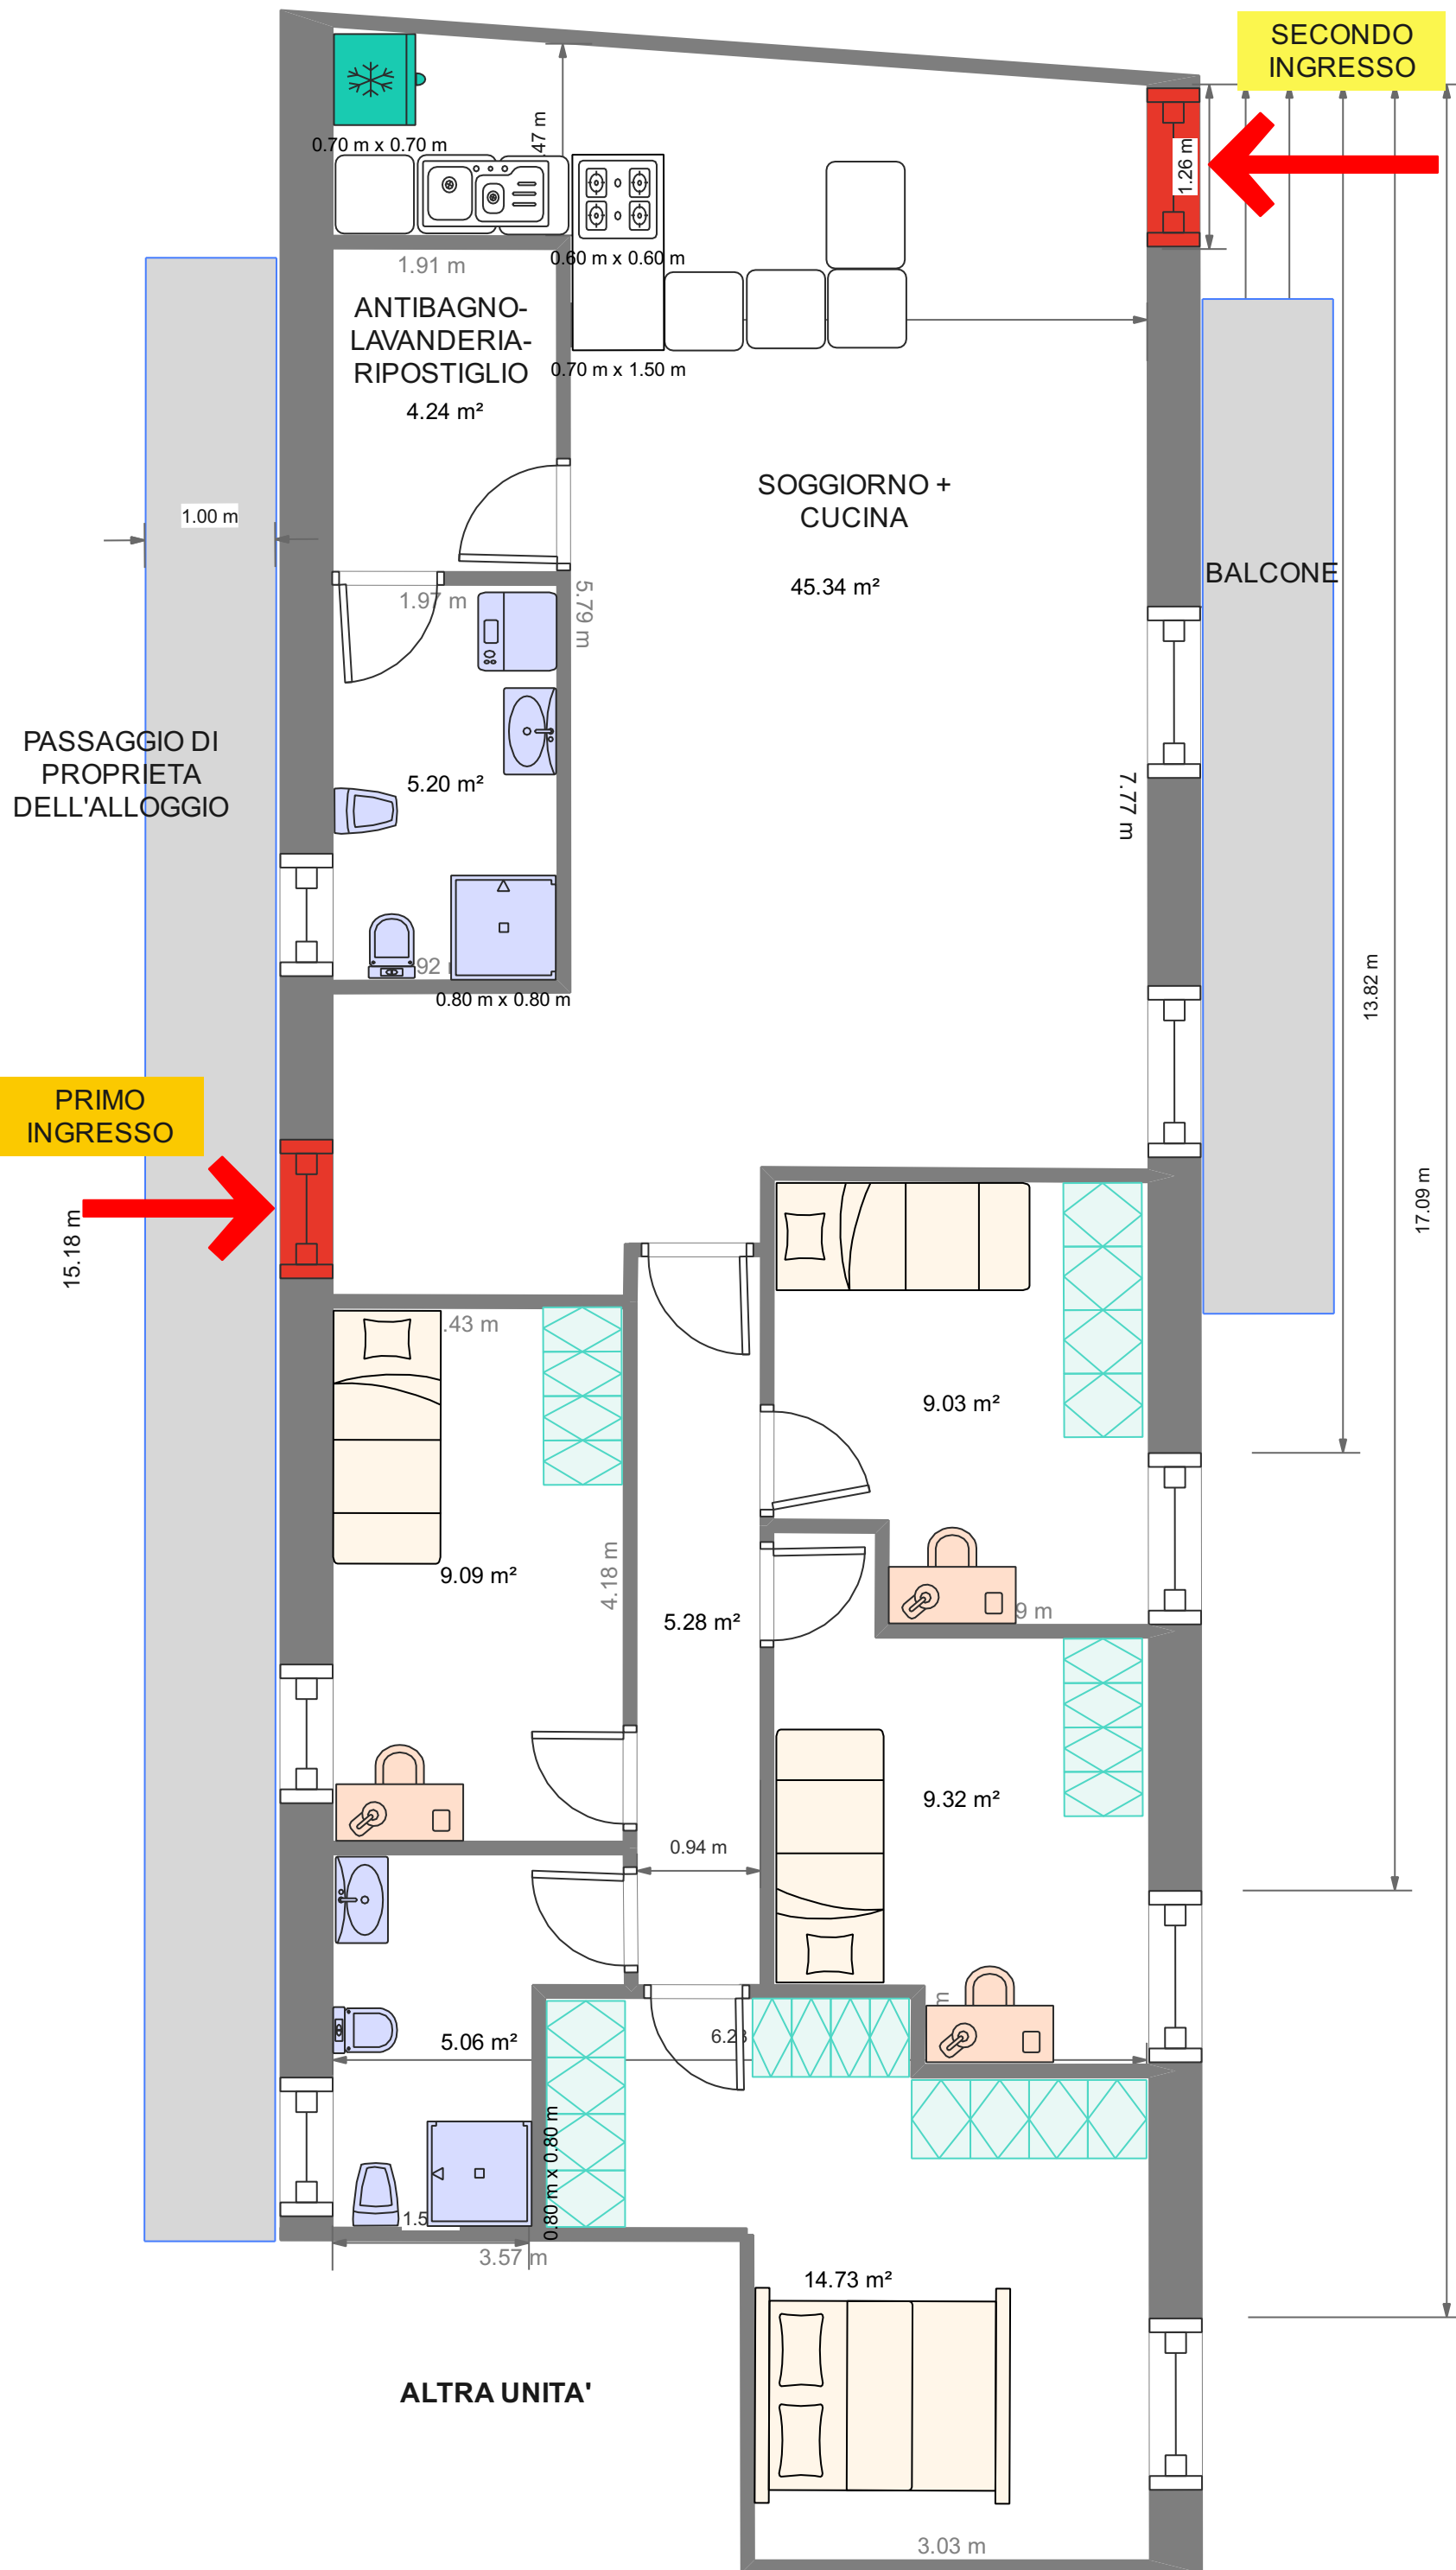 SECONDO
INGRESSO
0.70 m x 0.70 m
47 m
1.26 m
0.60 m x 0.60 m
1.91 m
ANTIBAGNO-
LAVANDERIA-
RIPOSTIGLIO
4.24 m²
0.70 m x 1.50 m
SOGGIORNO +
CUCINA
45.34 m²
1.00 m
BALCONE
1.97 m
5.79 m
PASSAGGIO DI
PROPRIETA
DELL'ALLOGGIO
5.20 m²
7.77 m
92
0.80 m x 0.80 m
13.82 m
PRIMO
INGRESSO
15.18 m
17.09 m
.43 m
9.03 m²
9.09 m²
4.18 m
5.28 m²
9 m
9.32 m²
0.94 m
m
5.06 m²
6.23
0.80 m x 0.80 m
1.5
3.57 m
14.73 m²
ALTRA UNITA'
3.03 m